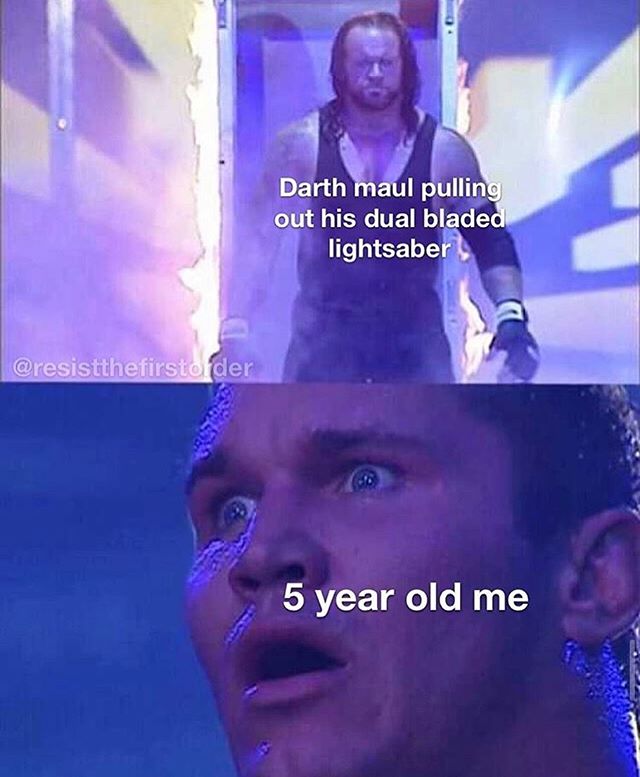 Darth maul pulling
out his dual bladed
lightsaber
@resistthefirstorder
5 year old me